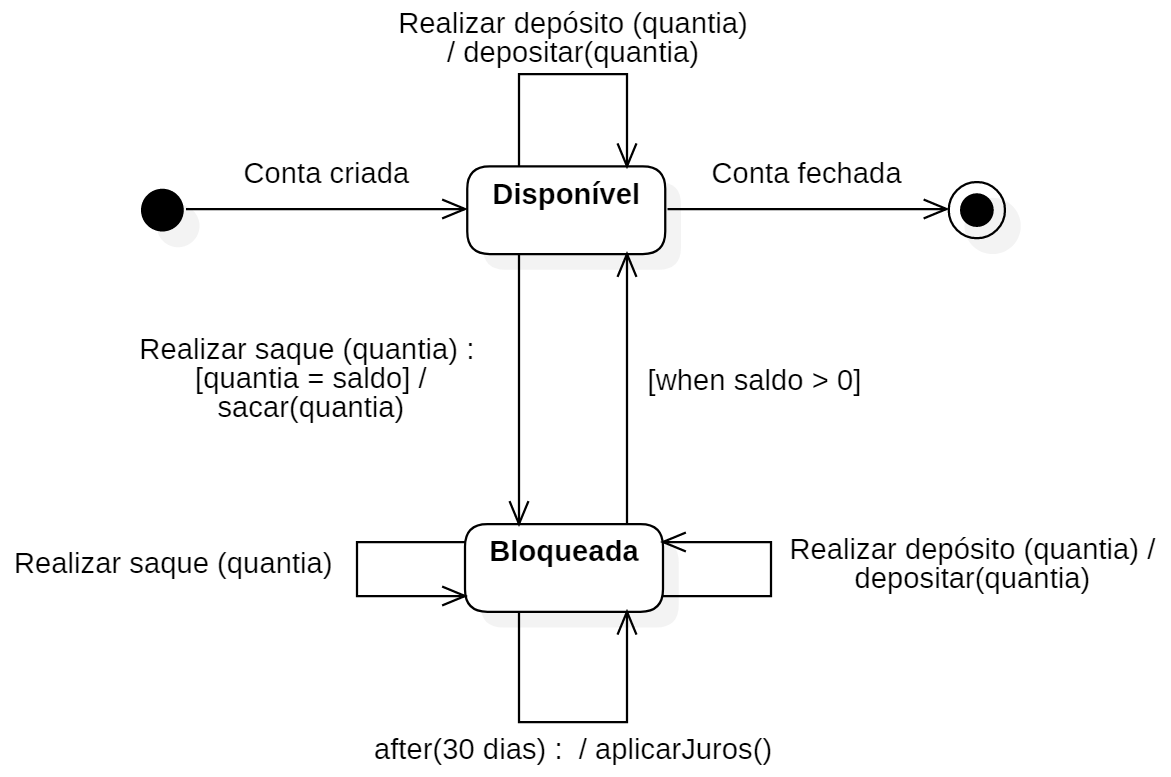 Realizar depósito (quantia)
/ depositar(quantia)
Conta criada
Disponível
Conta fechada
Realizar saque (quantia) :
[quantia = saldo] /
sacar(quantia)
[when saldo > 0]
Realizar saque (quantia)
Bloqueada
Realizar depósito (quantia) /
depositar(quantia)
after(30 dias) :  / aplicarJuros()